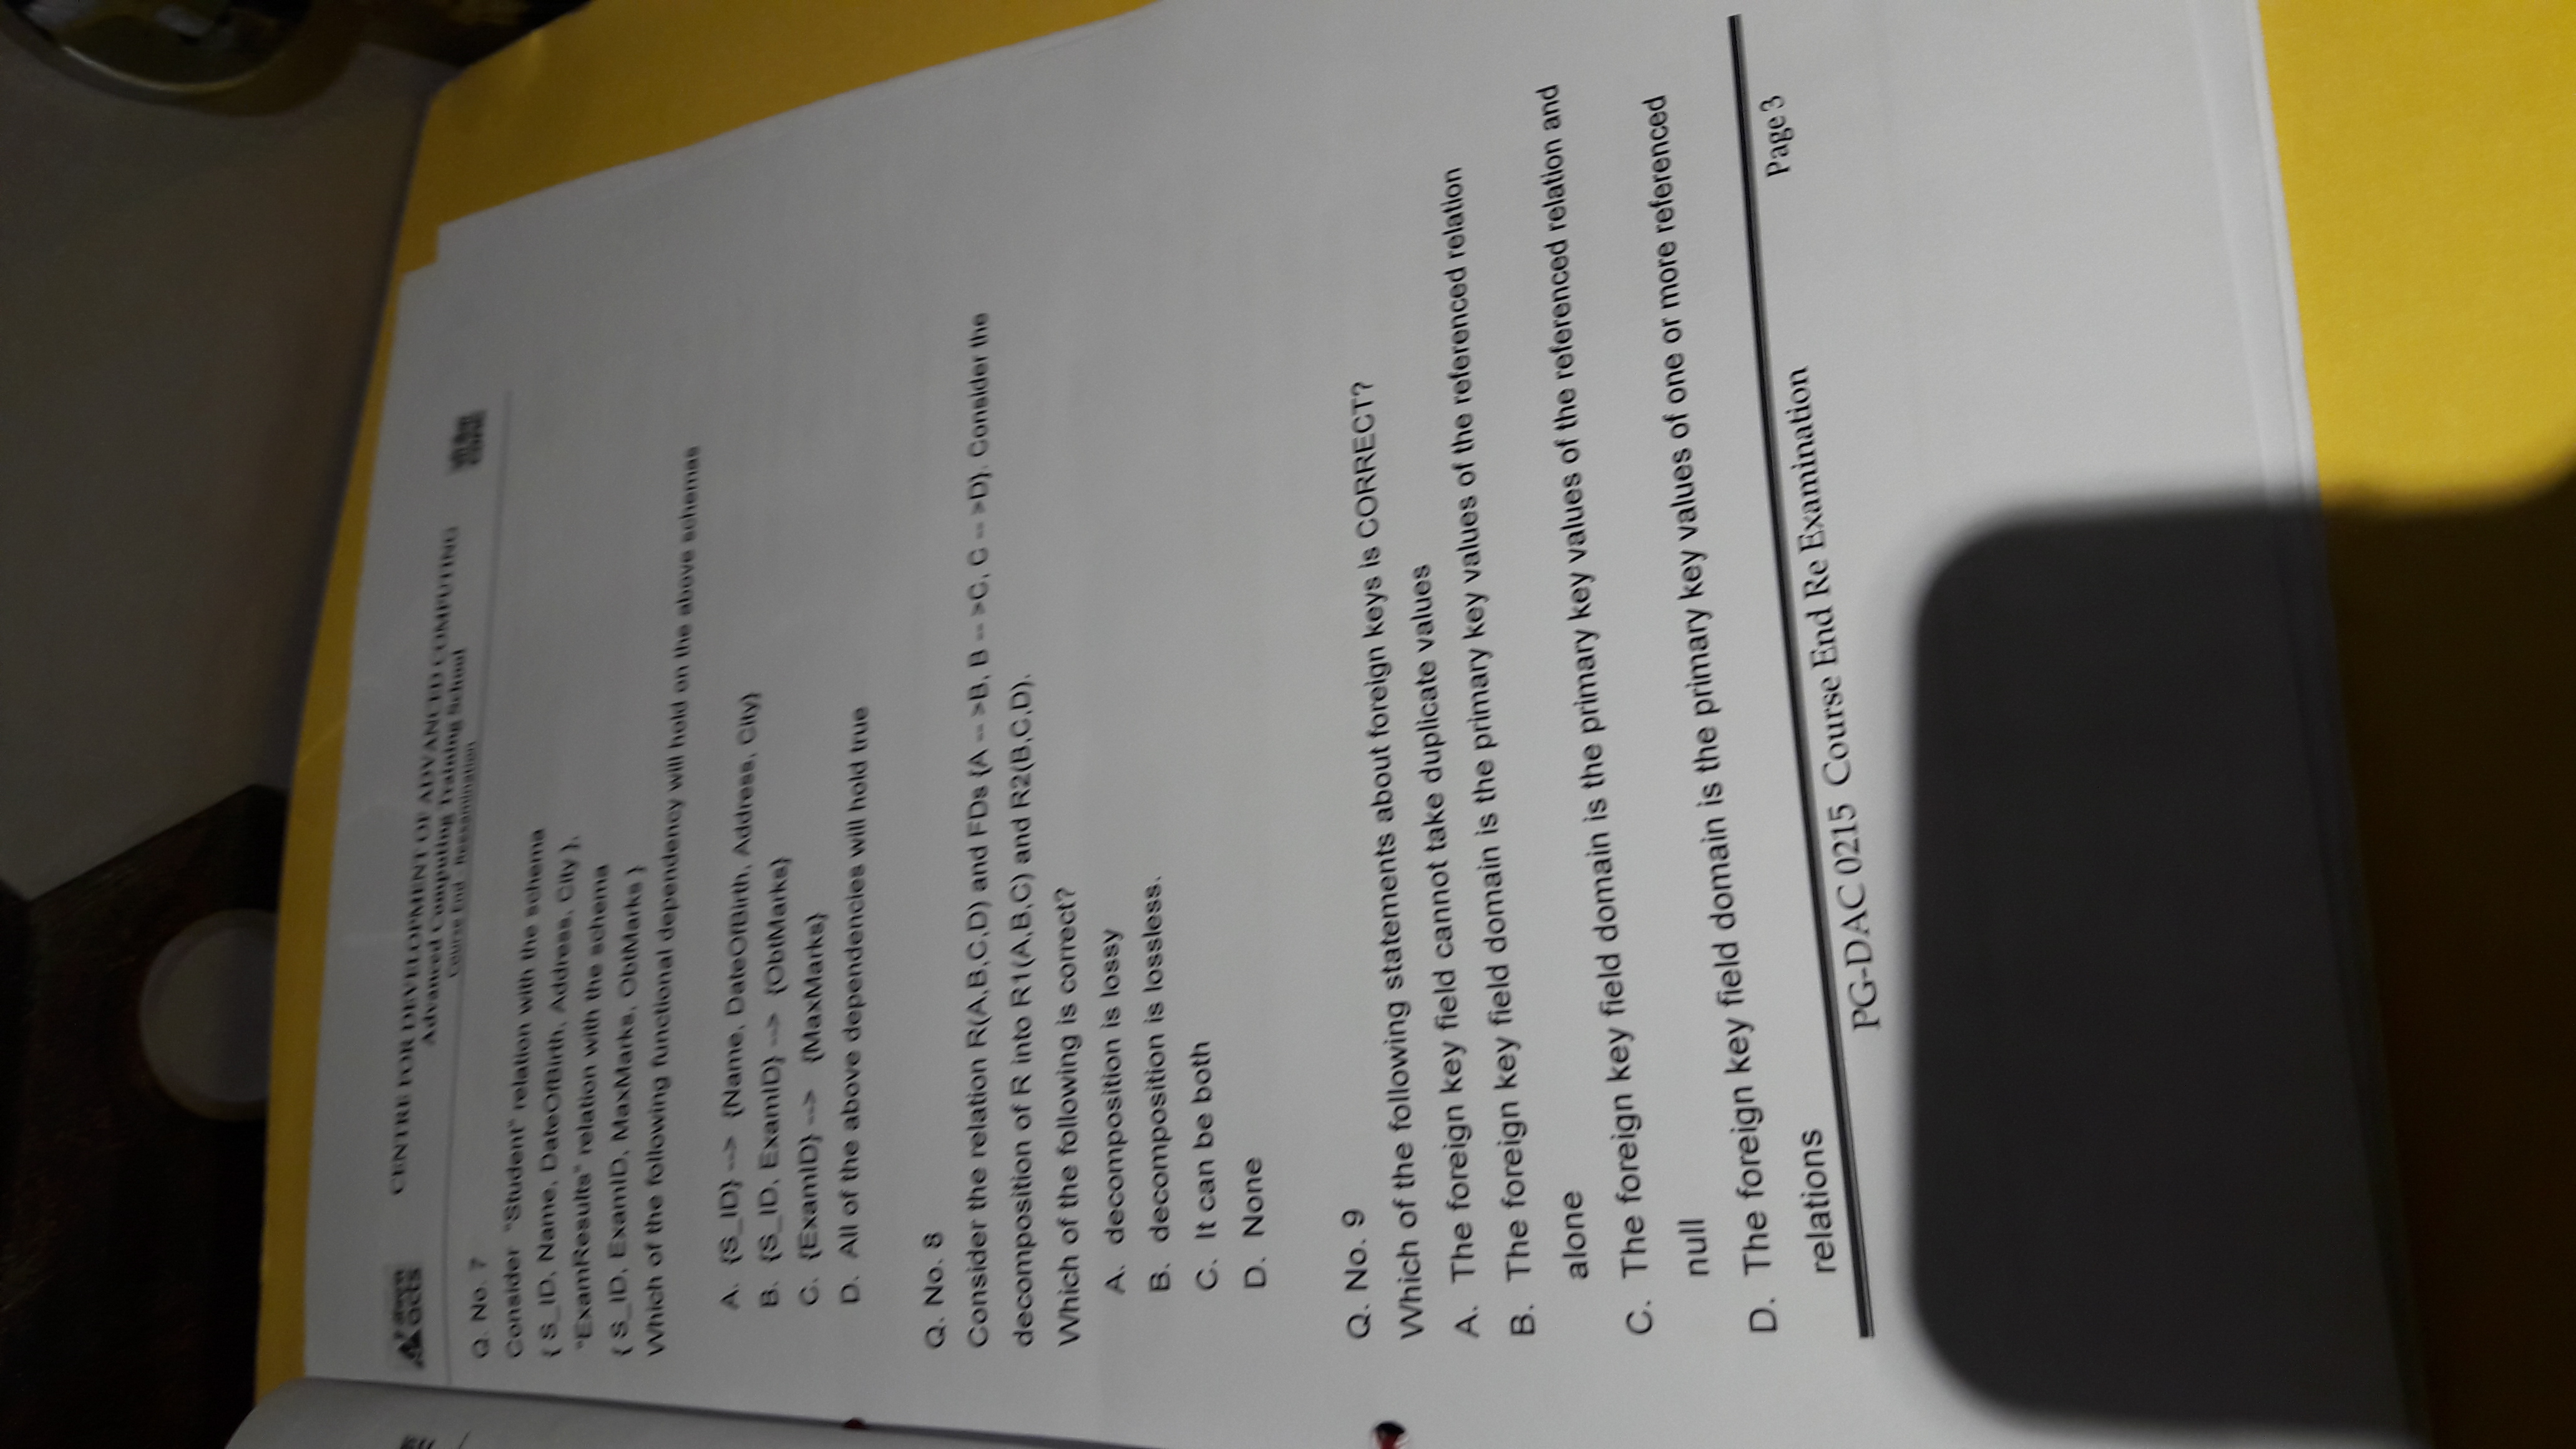 acts
CENTRE FOR DEVELOPMENT OF ADVANCED COMPUTING
Advanced Computing Training School
Course End - Reexamination
Q. No. 7
Consider "Student" relation with the schema
{ S_ID, Name, DateOfBirth, Address, City },
"ExamResults" relation with the schema
{ S_ID, ExamID, MaxMarks, ObtMarks }
Which of the following functional dependency will hold on the above schemas
A. {S_ID} --> {Name, DateOfBirth, Address, City}
B. {S_ID, ExamID} --> {ObtMarks}
C. {ExamID} --> {MaxMarks}
D. All of the above dependencies will hold true
Q. No. 8
Consider the relation R(A,B,C,D) and FDs {A -- >B, B -- >C, C -- >D}. Consider the
decomposition of R into R1(A,B,C) and R2(B,C,D).
Which of the following is correct?
A. decomposition is lossy
B. decomposition is lossless.
C. It can be both
D. None
Q. No. 9
Which of the following statements about foreign keys is CORRECT?
A. The foreign key field cannot take duplicate values
B. The foreign key field domain is the primary key values of the referenced relation
alone
C. The foreign key field domain is the primary key values of the referenced relation and
null
D. The foreign key field domain is the primary key values of one or more referenced
relations
PG-DAC 0215 Course End Re Examination
Page 3